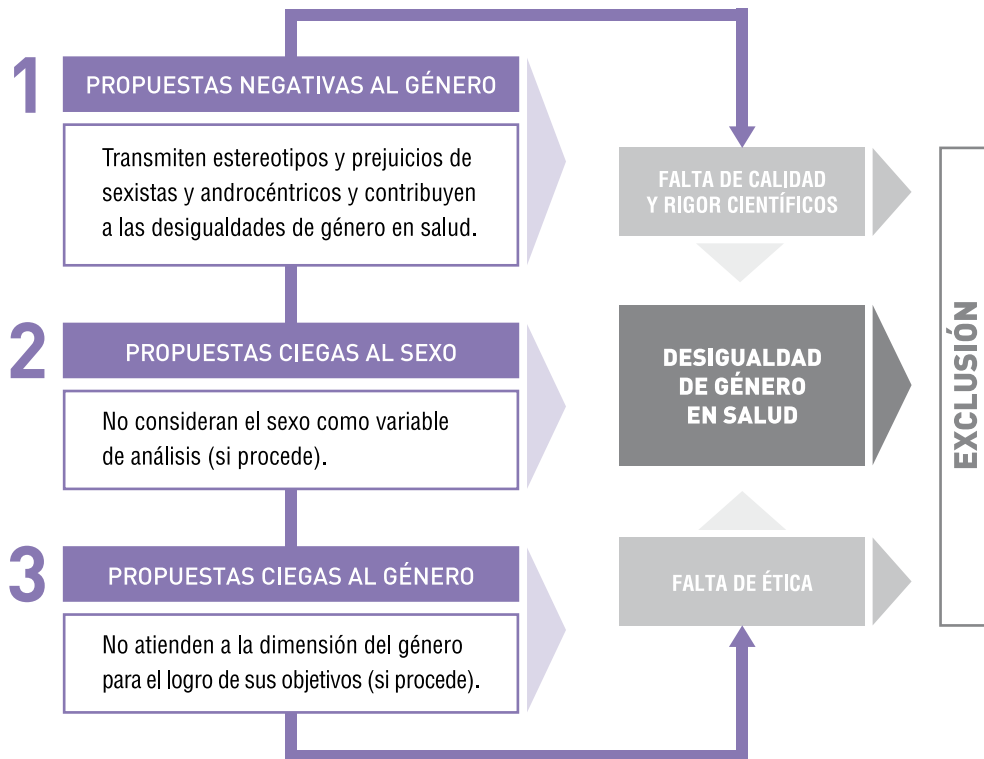 1
PROPUESTAS NEGATIVAS AL GÉNERO
Transmiten estereotipos y prejuicios de
sexistas y androcéntricos y contribuyen
a las desigualdades de género en salud.
2
PROPUESTAS CIEGAS AL SEXO
No consideran el sexo como variable
de análisis (si procede).
3
PROPUESTAS CIEGAS AL GÉNERO
No atienden a la dimensión del género
para el logro de sus objetivos (si procede).
FALTA DE CALIDAD
Y RIGOR CIENTÍFICOS
DESIGUALDAD
DE GÉNERO
EN SALUD
FALTA DE ÉTICA
EXCLUSIÓN